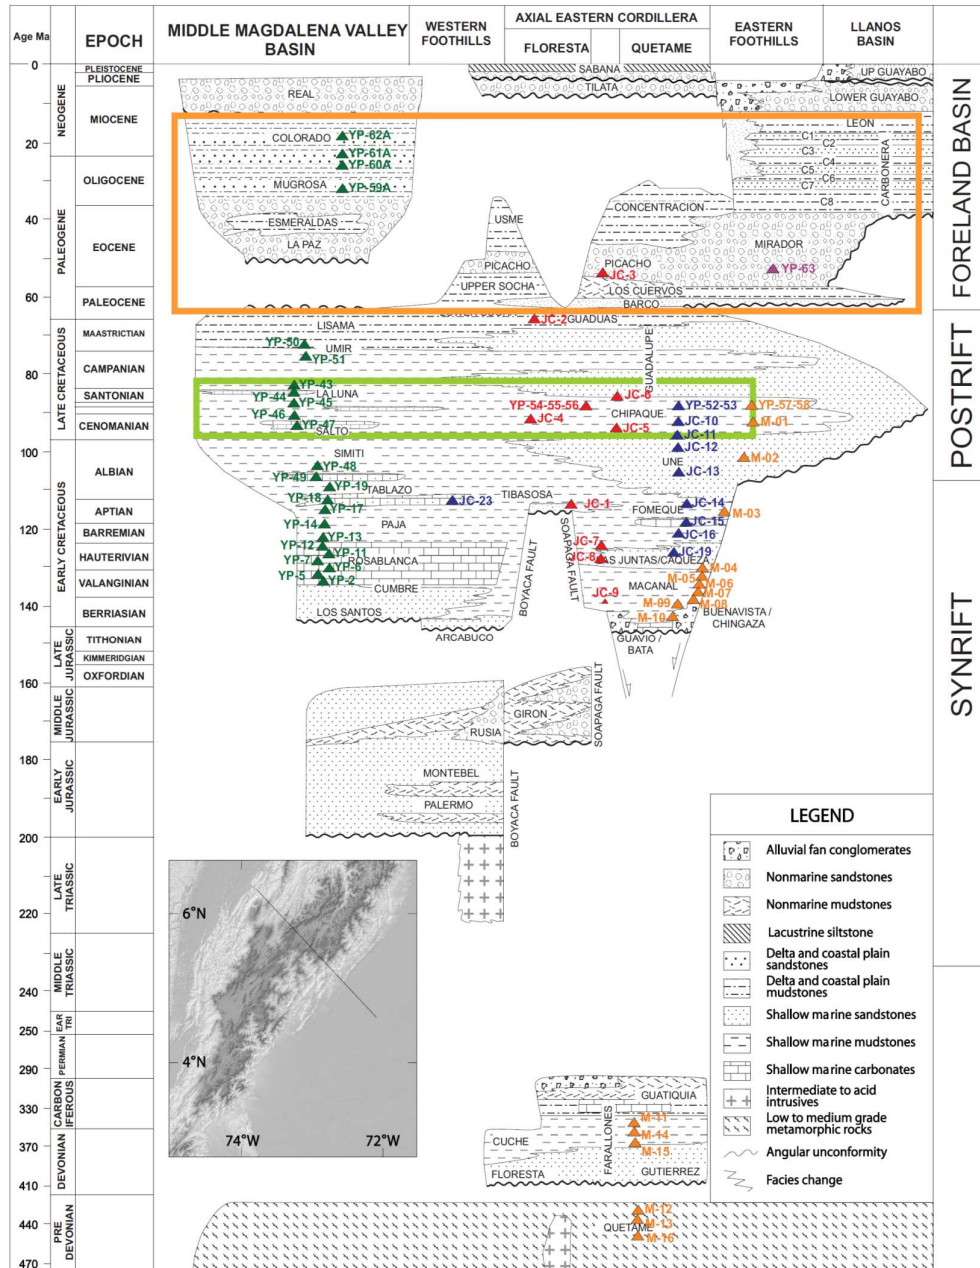 Age Ma
EPOCH
MIDDLE MAGDALENA VALLEY
BASIN
WESTERN
FOOTHILLS
AXIAL EASTERN CORDILLERA
FLORESTA
QUETAME
EASTERN
FOOTHILLS
LLANOS
BASIN
0
20
40
60
80
100
120
140
160
180
200
220
240
250
290
330
370
410
440
470
NEOGENE
PALEOGENE
LATE CRETACEOUS
EARLY CRETACEOUS
LATE
JURASSIC
MIDDLE
JURASSIC
EARLY
JURASSIC
LATE
TRIASSIC
MIDDLE
TRIASSIC
EAR
TRI
PERMIAN
CARBON
IFEROUS
DEVONIAN
PRE
DEVONIAN
PLEISTOCENE
PLIOCENE
MIOCENE
OLIGOCENE
EOCENE
PALEOCENE
MAASTRICTIAN
CAMPANIAN
SANTONIAN
CENOMANIAN
ALBIAN
APTIAN
BARREMIAN
HAUTERIVIAN
VALANGINIAN
BERRIASIAN
TITHONIAN
KIMMERIDGIAN
OXFORDIAN
REAL
COLORADO
YP-62A
YP-61A
YP-60A
MUGROSA
YP-59A
ESMERALDAS
LA PAZ
LISAMA
YP-50
UMIR
YP-51
YP-43
YP-44
LA LUNA
YP-45
YP-46
YP-47
SALTO
SIMITI
YP-48
YP-49
YP-19
TABLAZO
YP-18
YP-17
YP-14
PAJA
YP-13
YP-12
YP-11
YP-7
ROSABLANCA
YP-6
YP-5
YP-2
CUMBRE
LOS SANTOS
ARCABUCO
JC-23
SABANA
TILATA
USME
PICACHO
UPPER SOCHA
CONCENTRACION
PICACHO
JC-3
LOS CUERVOS
BARCO
JC-2
GUADUAS
GUADALUPE
JC-6
YP-54-55-56
CHIPAQUE
JC-4
JC-5
YP-52-53
JC-10
JC-11
JC-12
UNE
JC-13
TIBASOSA
JC-1
FOMEQUE
JC-14
JC-15
JC-16
JC-7
JC-8
LAS JUNTAS/CAQUEZA
JC-19
MACANAL
JC-9
BOYACA FAULT
SOAPAGA FAULT
GUAVIO /
BATA
BUENAVISTA /
CHINGAZA
UP GUAYABO
LOWER GUAYABO
LEON
C1
C2
C3
C4
C5
C6
C7
C8
CARBONERA
MIRADOR
YP-63
YP-57-58
M-01
M-02
M-03
M-04
M-05
M-06
M-07
M-08
M-09
M-10
GIRON
RUSIA
SOAPAGA FAULT
MONTEBEL
PALERMO
BOYACA FAULT
GUATIQUIA
FARALLONES
M-11
M-14
M-15
CUCHE
FLORESTA
GUTIERREZ
M-12
QUETAME
M-13
M-16
6°N
4°N
74°W
72°W
FORELAND BASIN
POSTRIFT
SYNRIFT
LEGEND
Alluvial fan conglomerates
Nonmarine sandstones
Nonmarine mudstones
Lacustrine siltstone
Delta and coastal plain
sandstones
Delta and coastal plain
mudstones
Shallow marine sandstones
Shallow marine mudstones
Shallow marine carbonates
Intermediate to acid
intrusives
Low to medium grade
metamorphic rocks
Angular unconformity
Facies change